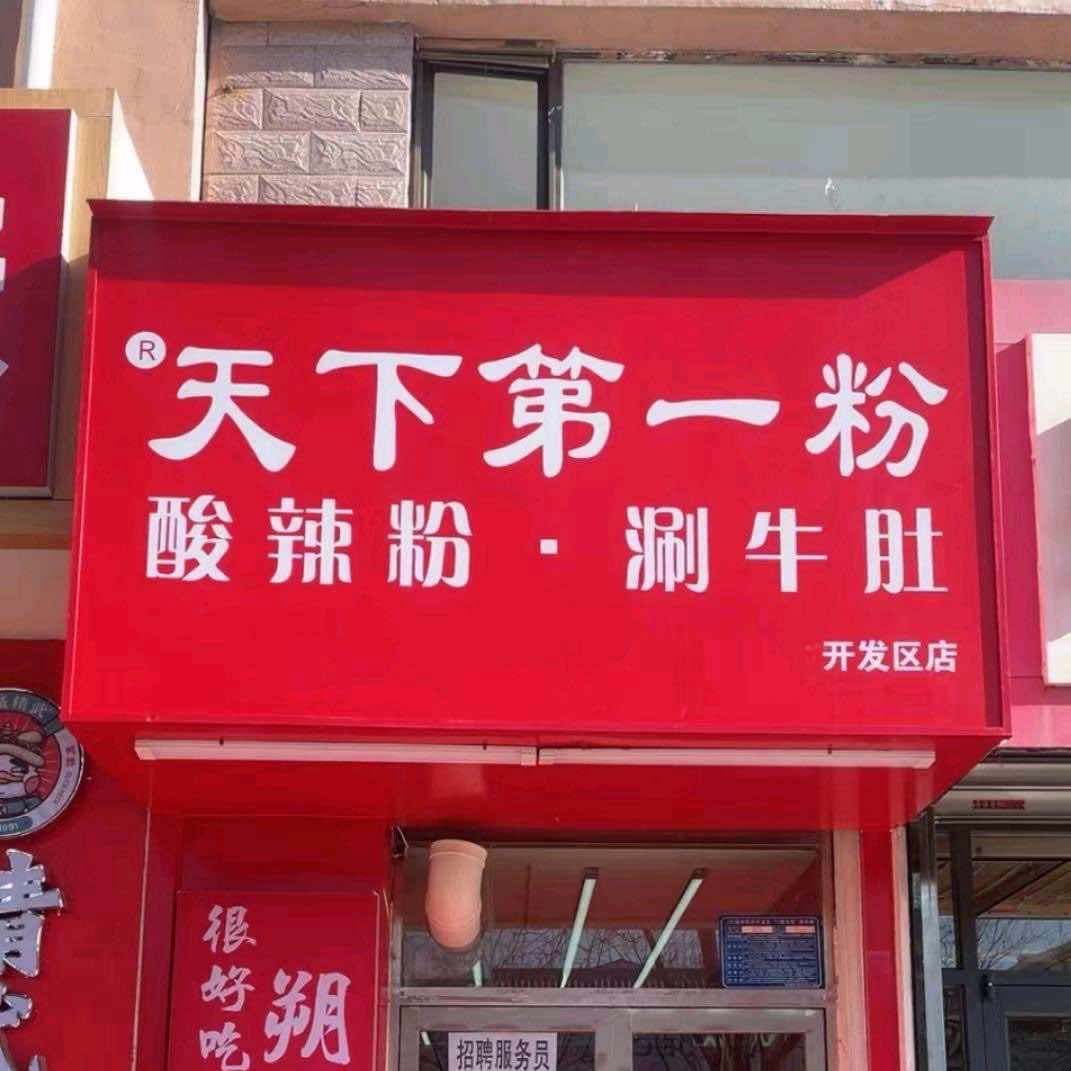 ® 天下第一粉
酸辣粉·涮牛肚
开发区店
很好吃
朔
招聘服务员